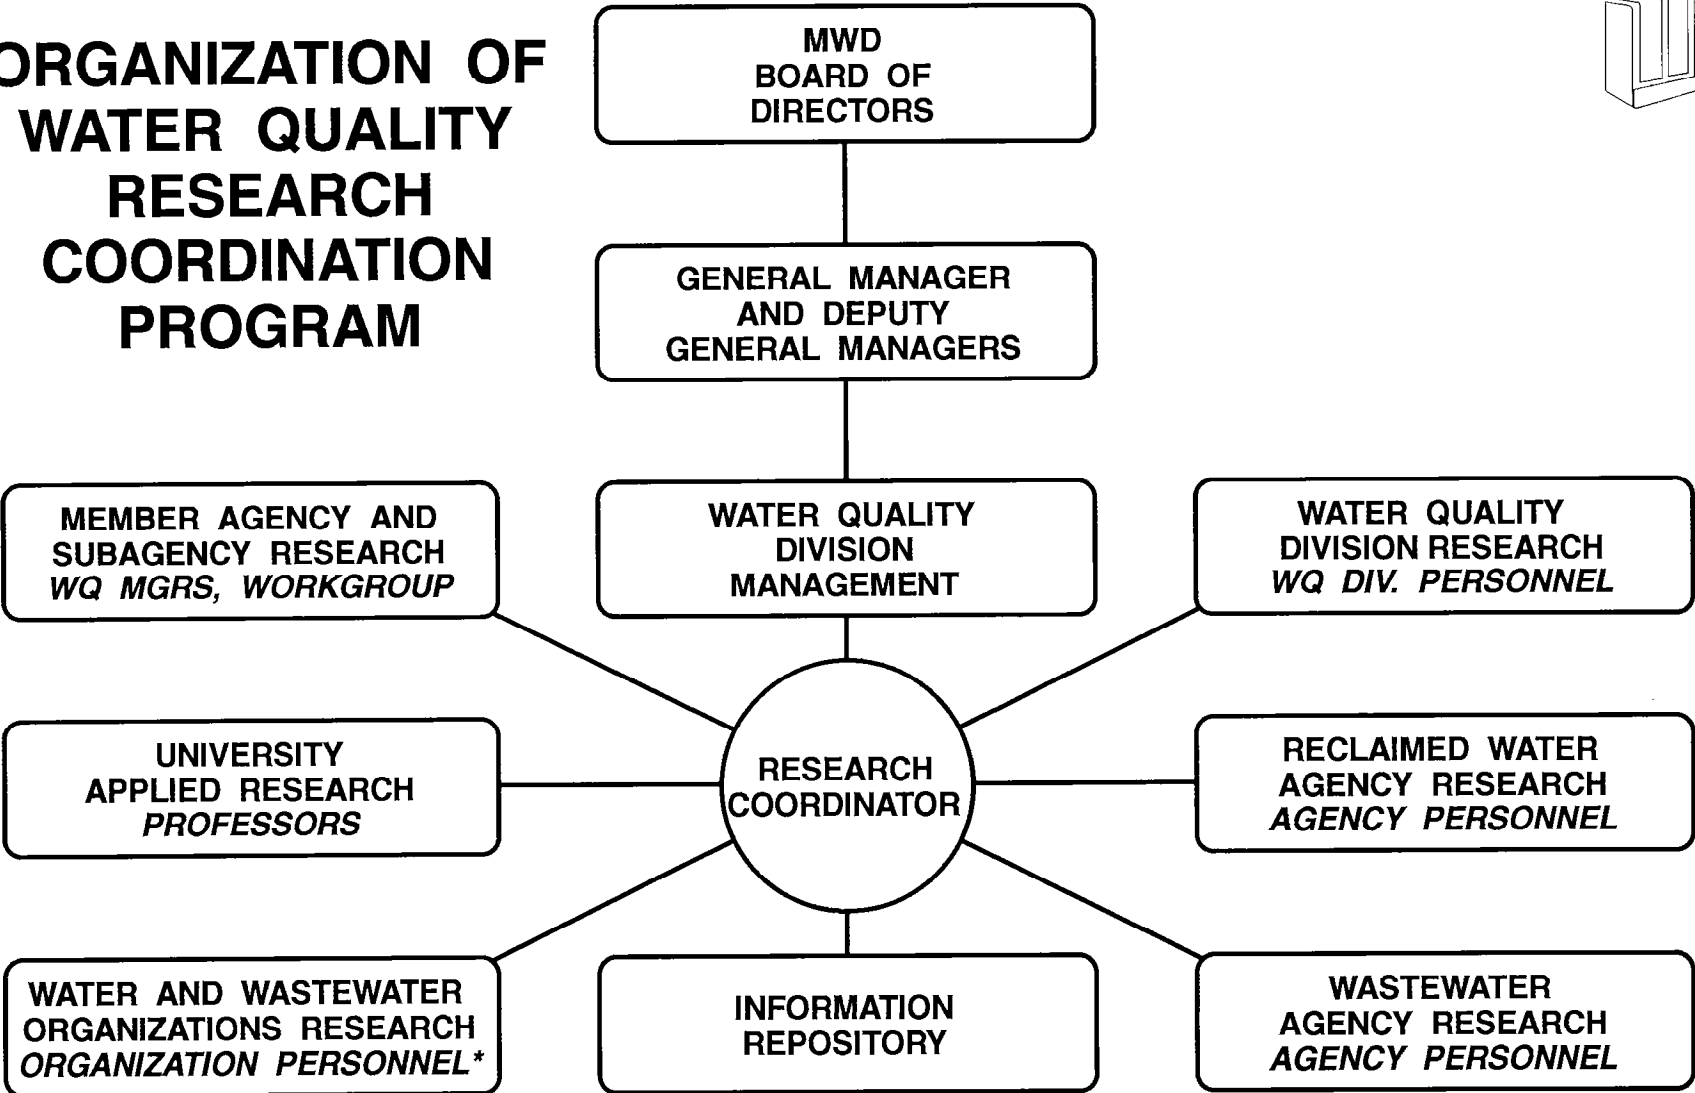 ORGANIZATION OF
WATER QUALITY
RESEARCH
COORDINATION
PROGRAM
MWD
BOARD OF
DIRECTORS
GENERAL MANAGER
AND DEPUTY
GENERAL MANAGERS
MEMBER AGENCY AND
SUBAGENCY RESEARCH
WQ MGRS, WORKGROUP
WATER QUALITY
DIVISION
MANAGEMENT
WATER QUALITY
DIVISION RESEARCH
WQ DIV. PERSONNEL
UNIVERSITY
APPLIED RESEARCH
PROFESSORS
RESEARCH
COORDINATOR
RECLAIMED WATER
AGENCY RESEARCH
AGENCY PERSONNEL
WATER AND WASTEWATER
ORGANIZATIONS RESEARCH
ORGANIZATION PERSONNEL*
INFORMATION
REPOSITORY
WASTEWATER
AGENCY RESEARCH
AGENCY PERSONNEL